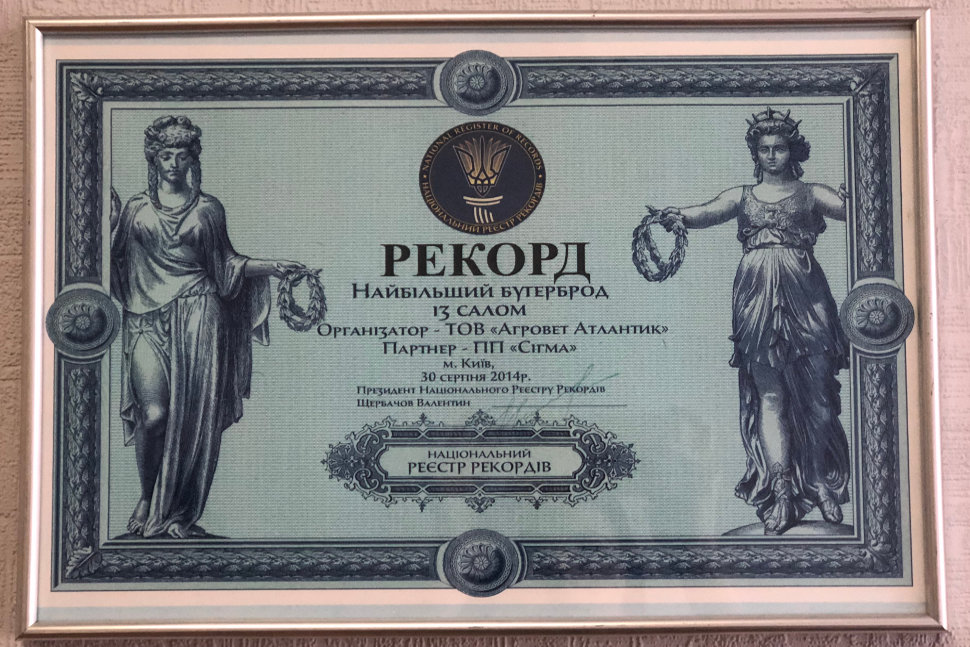 NATIONAL REGISTER OF RECORDS
НАЦІОНАЛЬНИЙ РЕЄСТР РЕКОРДІВ
РЕКОРД
Найбільший бутерброд
із салом
Організатор - ТОВ «Агровет Атлантик»
Партнер - ПП «Сігма»
м. Київ,
30 серпня 2014р.
Президент Національного Реєстру Рекордів
Щербачов Валентин
НАЦІОНАЛЬНИЙ
РЕЄСТР РЕКОРДІВ